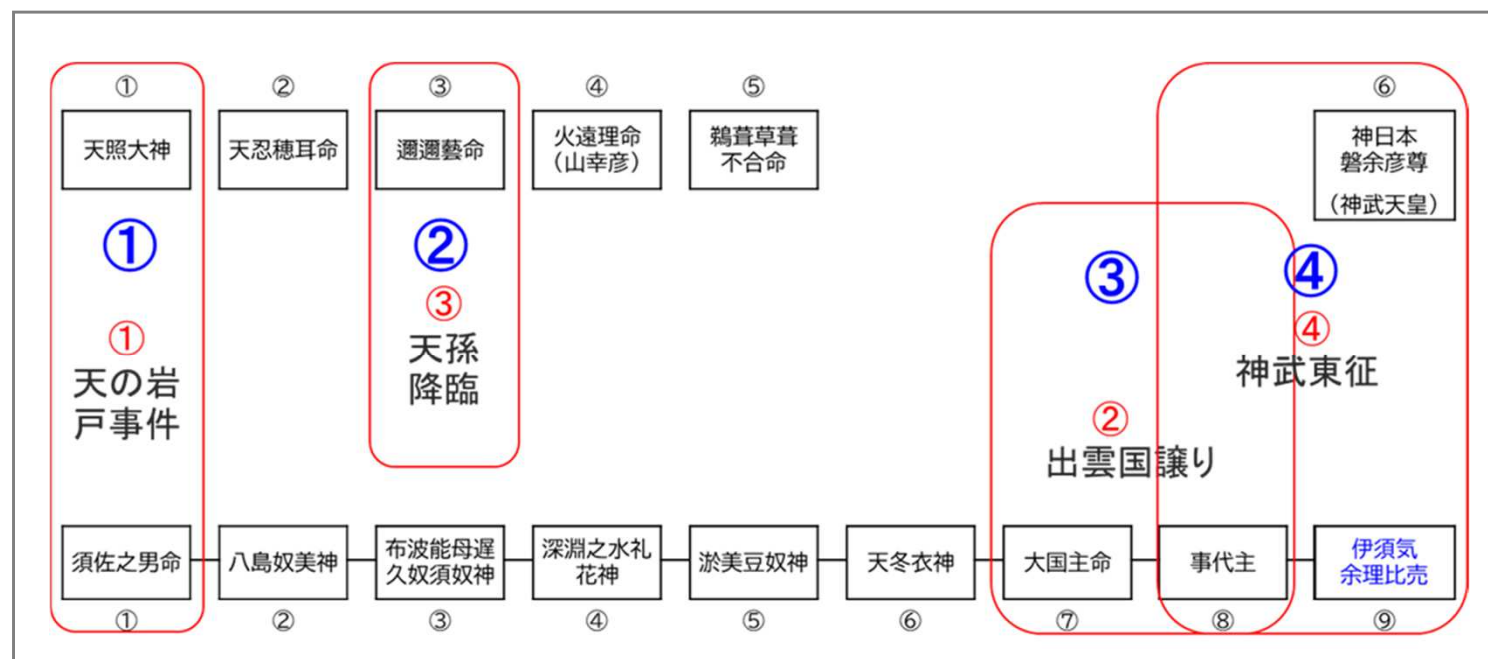 ① ② ③ ④ ⑤ ⑥
天照大神
天忍穂耳命
邇邇藝命
火遠理命
（山幸彦）
鵜葺草葺
不合命
神日本
磐余彦尊
（神武天皇）
① ② ③ ④
①
天の岩
戸事件
③
天孫
降臨
②
出雲国譲り
④
神武東征
須佐之男命
八島奴美神
布波能母遅
久奴須奴神
深淵之水礼
花神
淤美豆奴神
天冬衣神
大国主命
事代主
伊須気
余理比売
① ② ③ ④ ⑤ ⑥ ⑦ ⑧ ⑨